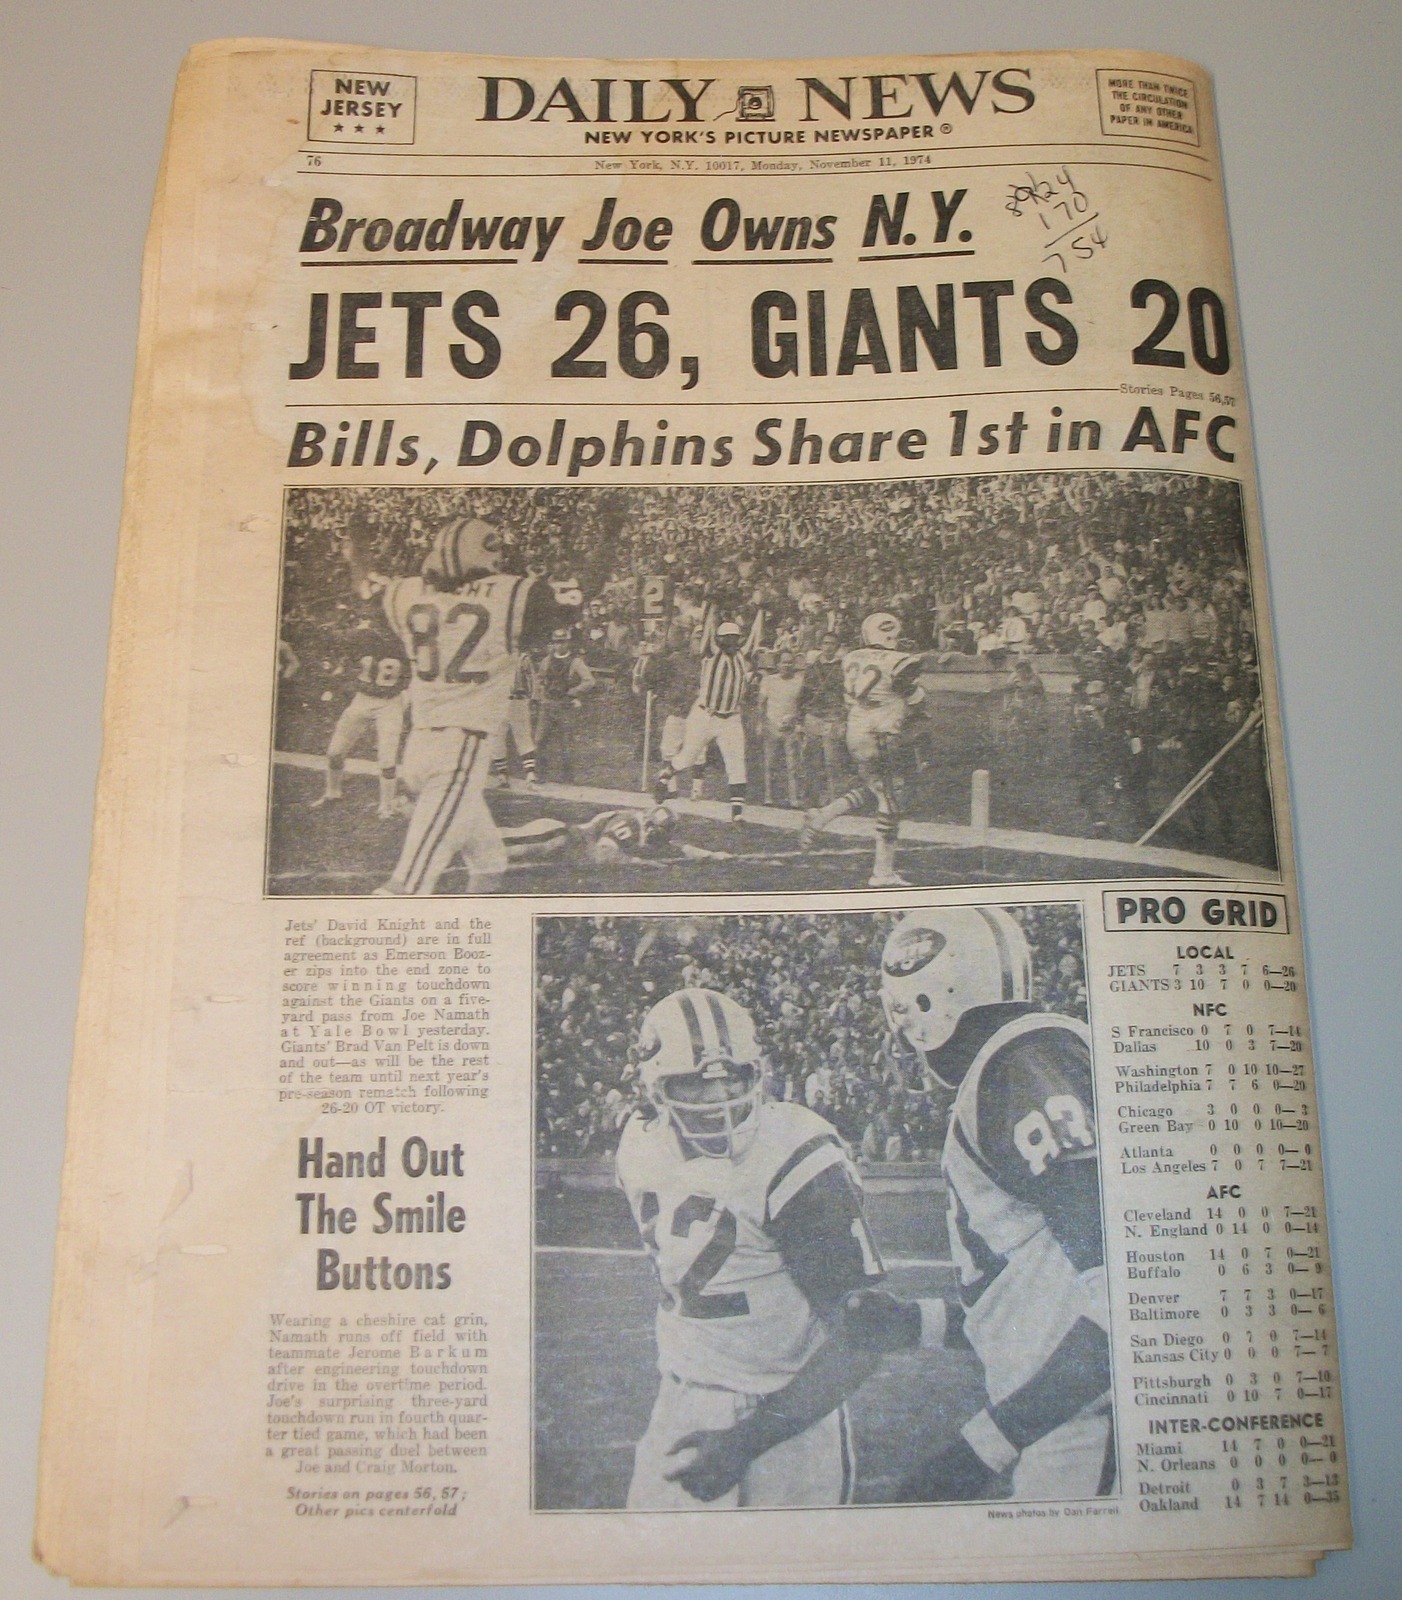 NEW
JERSEY
★ ★ ★
DAILY NEWS
NEW YORK'S PICTURE NEWSPAPER ®
MORE THAN TWICE
THE CIRCULATION
OF ANY OTHER
PAPER IN AMERICA
76
New York, N.Y. 10017, Monday, November 11, 1974
Broadway Joe Owns N.Y.
170
754
JETS 26, GIANTS 20
Stories Pages 56,57
Bills, Dolphins Share 1st in AFC
82
18
2
Jets' David Knight and the
ref (background) are in full
agreement as Emerson Booz-
er zips into the end zone to
score winning touchdown
against the Giants on a five-
yard pass from Joe Namath
at Yale Bowl yesterday.
Giants' Brad Van Pelt is down
and out—as will be the rest
of the team until next year's
pre-season rematch following
26-20 OT victory.
Hand Out
The Smile
Buttons
Wearing a cheshire cat grin,
Namath runs off field with
teammate Jerome Barkum
after engineering touchdown
drive in the overtime period.
Joe's surprising three-yard
touchdown run in fourth quar-
ter tied game, which had been
a great passing duel between
Joe and Craig Morton.
Stories on pages 56, 57;
Other pics centerfold
12
83
News photos by Dan Farrell
PRO GRID
LOCAL
JETS 7 3 3 7 6—26
GIANTS 3 10 7 0 0—20
NFC
S Francisco 0 7 0 7—14
Dallas 10 0 3 7—20
Washington 7 0 10 10—27
Philadelphia 7 7 6 0—20
Chicago 3 0 0 0— 3
Green Bay 0 10 0 10—20
Atlanta 0 0 0 0— 0
Los Angeles 7 0 7 7—21
AFC
Cleveland 14 0 0 7—21
N. England 0 14 0 0—14
Houston 14 0 7 0—21
Buffalo 0 6 3 0— 9
Denver 7 7 3 0—17
Baltimore 0 3 3 0— 6
San Diego 0 7 0 7—14
Kansas City 0 0 0 7— 7
Pittsburgh 0 3 0 7—10
Cincinnati 0 10 7 0—17
INTER-CONFERENCE
Miami 14 7 0 0—21
N. Orleans 0 0 0 0— 0
Detroit 0 3 7 3—13
Oakland 14 7 14 0—35